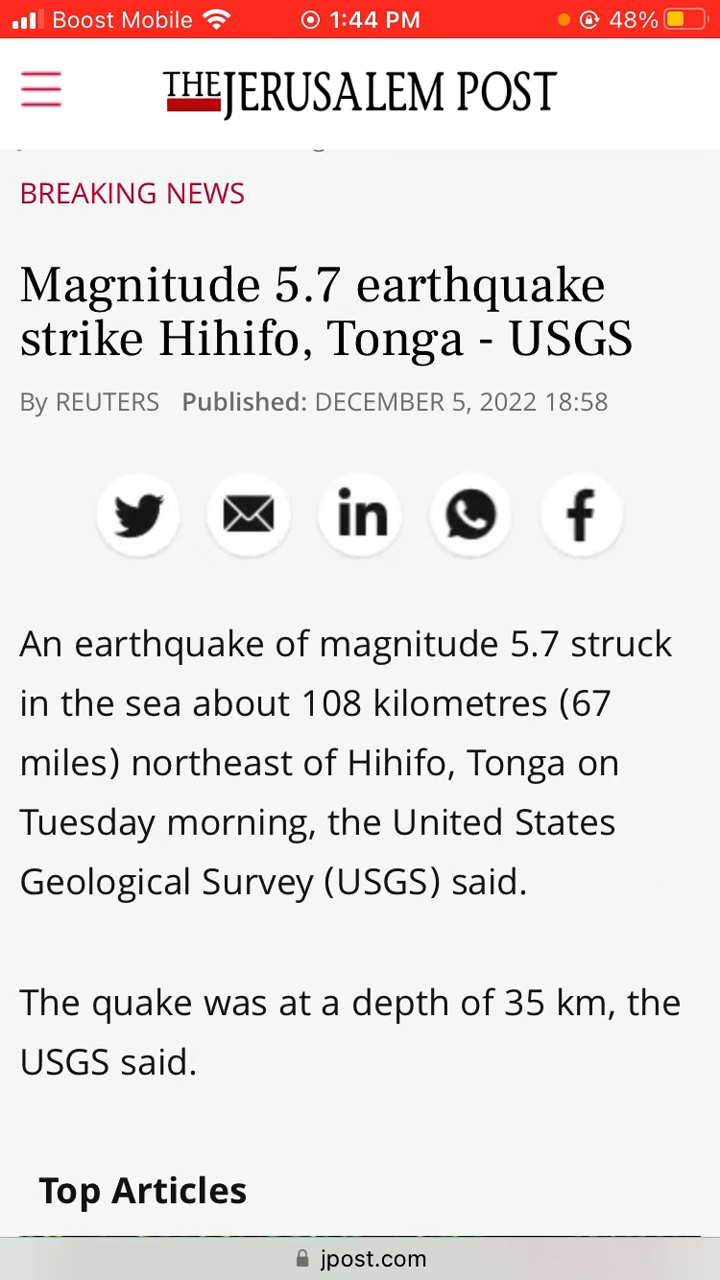 Boost Mobile 1:44 PM 48%
THE JERUSALEM POST
BREAKING NEWS
Magnitude 5.7 earthquake
strike Hihifo, Tonga - USGS
By REUTERS Published: DECEMBER 5, 2022 18:58
in f
An earthquake of magnitude 5.7 struck
in the sea about 108 kilometres (67
miles) northeast of Hihifo, Tonga on
Tuesday morning, the United States
Geological Survey (USGS) said.
The quake was at a depth of 35 km, the
USGS said.
Top Articles
jpost.com